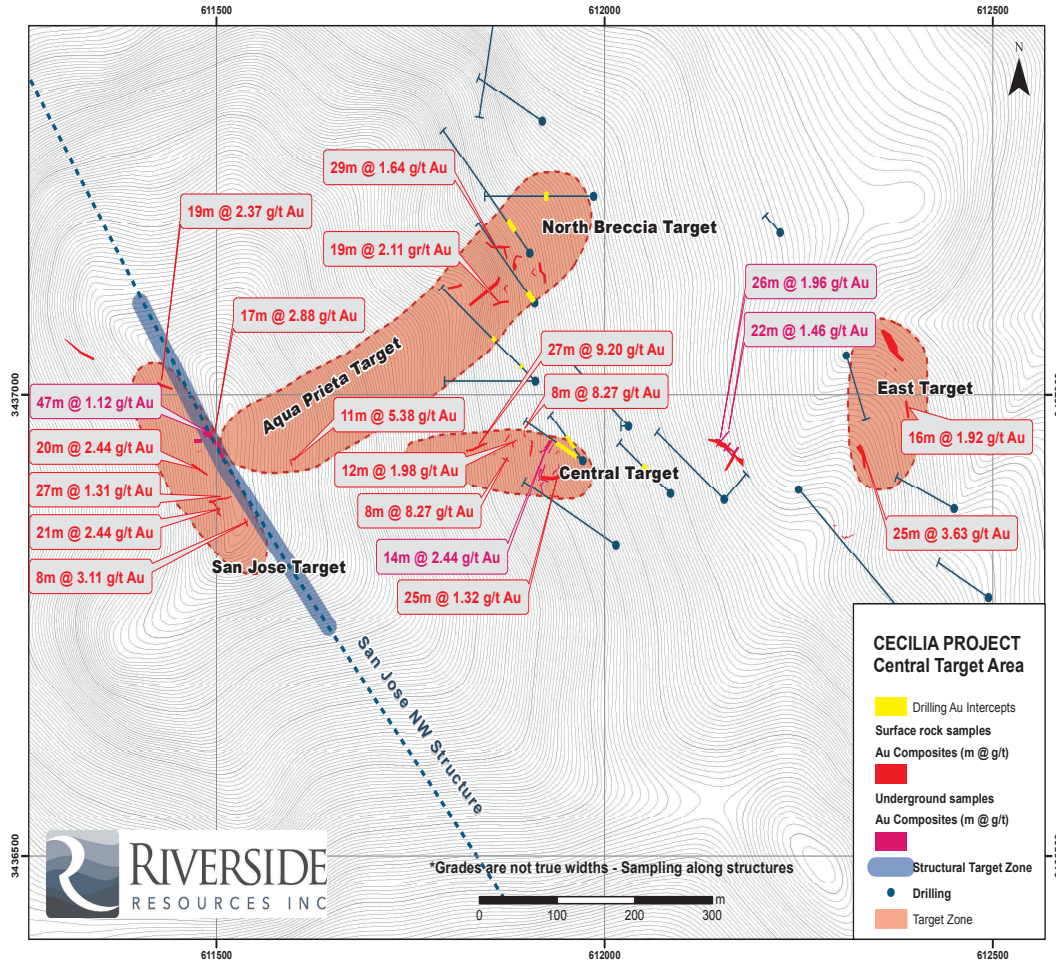 611500
612000
612500
N
29m @ 1.64 g/t Au
19m @ 2.37 g/t Au
North Breccia Target
19m @ 2.11 gr/t Au
26m @ 1.96 g/t Au
17m @ 2.88 g/t Au
22m @ 1.46 g/t Au
27m @ 9.20 g/t Au
Aqua Prieta Target
3437000
East Target
47m @ 1.12 g/t Au
8m @ 8.27 g/t Au
11m @ 5.38 g/t Au
16m @ 1.92 g/t Au
20m @ 2.44 g/t Au
12m @ 1.98 g/t Au
Central Target
27m @ 1.31 g/t Au
8m @ 8.27 g/t Au
21m @ 2.44 g/t Au
25m @ 3.63 g/t Au
14m @ 2.44 g/t Au
San Jose Target
8m @ 3.11 g/t Au
25m @ 1.32 g/t Au
San Jose NW Structure
CECILIA PROJECT
Central Target Area
Drilling Au Intercepts
Surface rock samples
Au Composites (m @ g/t)
Underground samples
Au Composites (m @ g/t)
Structural Target Zone
Drilling
Target Zone
3436500
RIVERSIDE
RESOURCES INC
*Grades are not true widths - Sampling along structures
0 100 200 300 m
611500
612000
612500